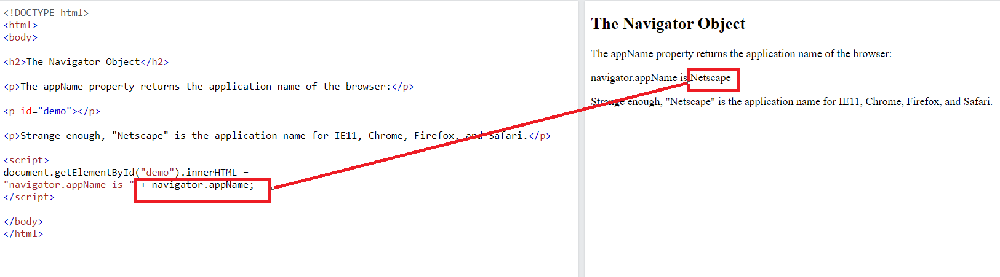 <!DOCTYPE html>
<html>
<body>
<h2>The Navigator Object</h2>
<p>The appName property returns the application name of the browser:</p>
<p id="demo"></p>
<p>Strange enough, "Netscape" is the application name for IE11, Chrome, Firefox, and Safari.</p>
<script>
document.getElementById("demo").innerHTML =
"navigator.appName is " + navigator.appName;
</script>
</body>
</html>
The Navigator Object
The appName property returns the application name of the browser:
navigator.appName is Netscape
Strange enough, "Netscape" is the application name for IE11, Chrome, Firefox, and Safari.